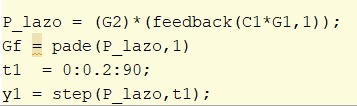 P_lazo = (G2)*(feedback(C1*G1,1));
Gf = pade(P_lazo,1)
t1  = 0:0.2:90;
y1 = step(P_lazo,t1);